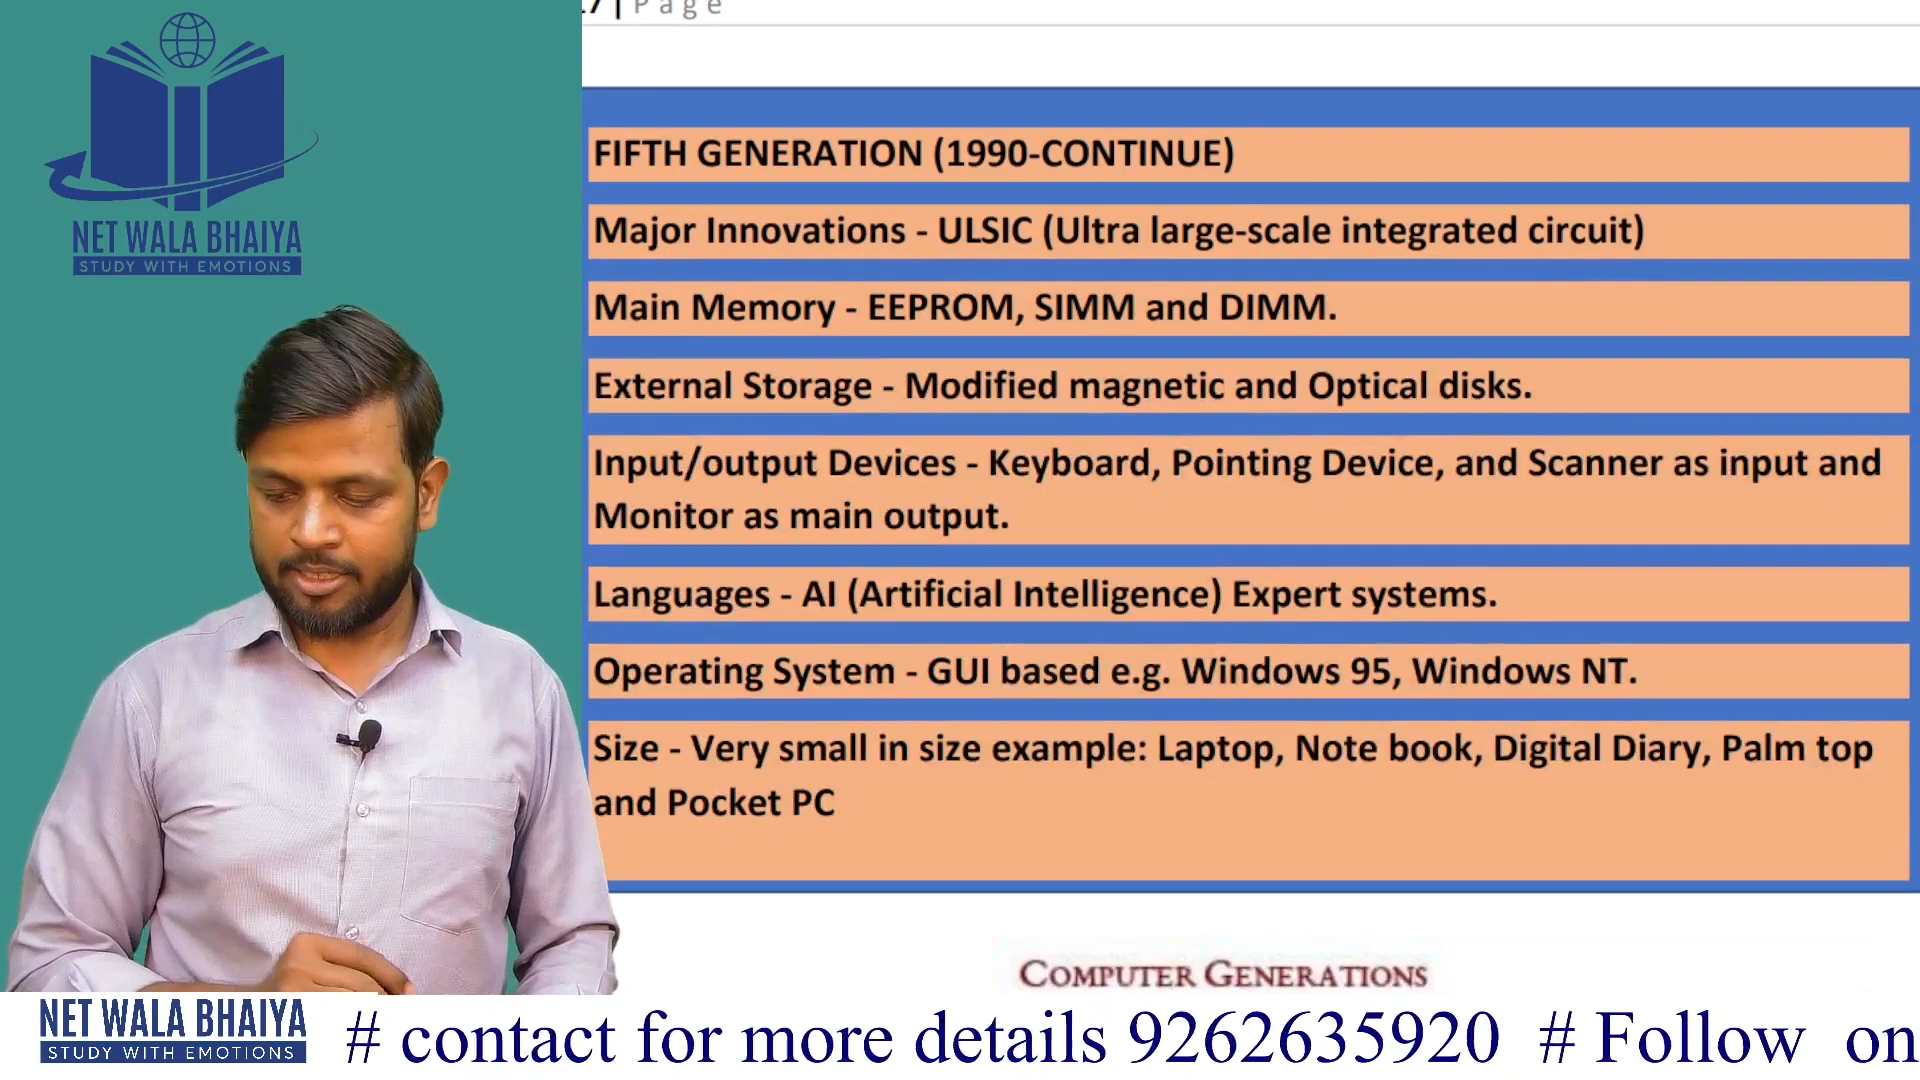 | Page
NET WALA BHAIYA
STUDY WITH EMOTIONS
FIFTH GENERATION (1990-CONTINUE)
Major Innovations - ULSIC (Ultra large-scale integrated circuit)
Main Memory - EEPROM, SIMM and DIMM.
External Storage - Modified magnetic and Optical disks.
Input/output Devices - Keyboard, Pointing Device, and Scanner as input and
Monitor as main output.
Languages - AI (Artificial Intelligence) Expert systems.
Operating System - GUI based e.g. Windows 95, Windows NT.
Size - Very small in size example: Laptop, Note book, Digital Diary, Palm top
and Pocket PC
COMPUTER GENERATIONS
NET WALA BHAIYA
STUDY WITH EMOTIONS
# contact for more details 9262635920 # Follow on